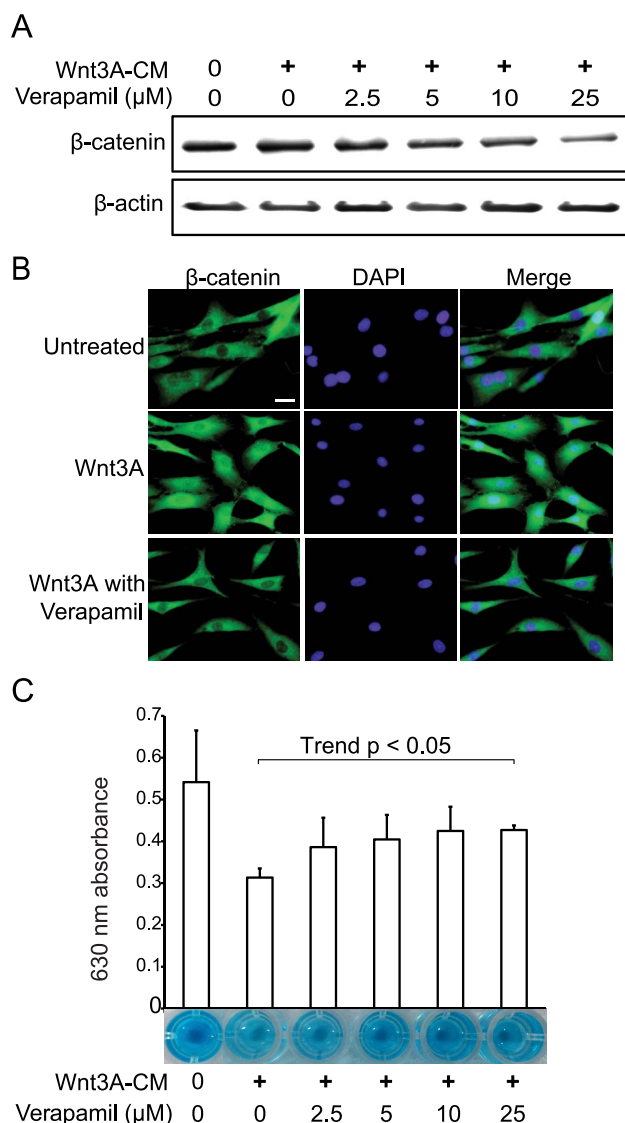 A
Wnt3A-CM 0 + + + + +
Verapamil (µM) 0 0 2.5 5 10 25
β-catenin
β-actin
B
β-catenin DAPI Merge
Untreated
Wnt3A
Wnt3A with
Verapamil
C
0.7
0.6
0.5
0.4
0.3
0.2
0.1
0
630 nm absorbance
Trend p < 0.05
Wnt3A-CM 0 + + + + +
Verapamil (µM) 0 0 2.5 5 10 25